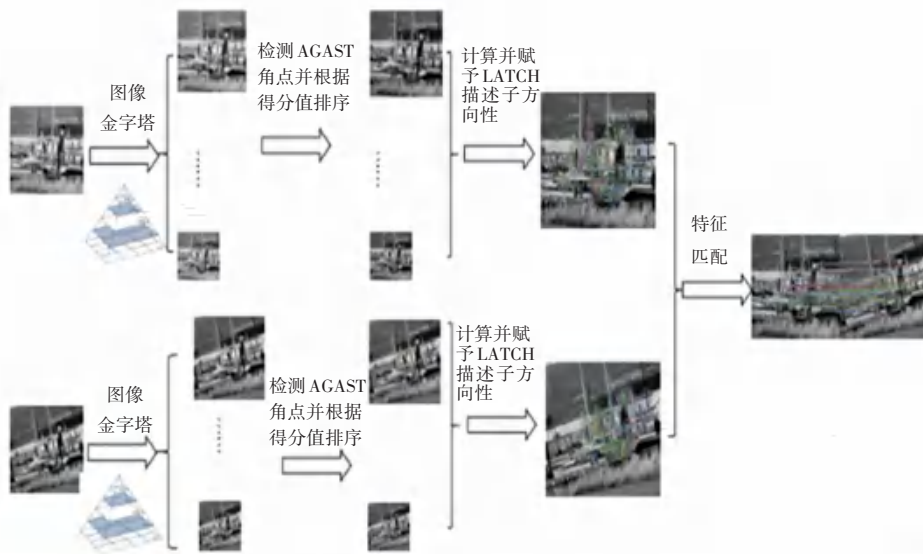 图像
金字塔
检测 AGAST
角点并根据
得分值排序
计算并赋
予 LATCH
描述子方
向性
特征
匹配
图像
金字塔
检测 AGAST
角点并根据
得分值排序
计算并赋
予 LATCH
描述子方
向性